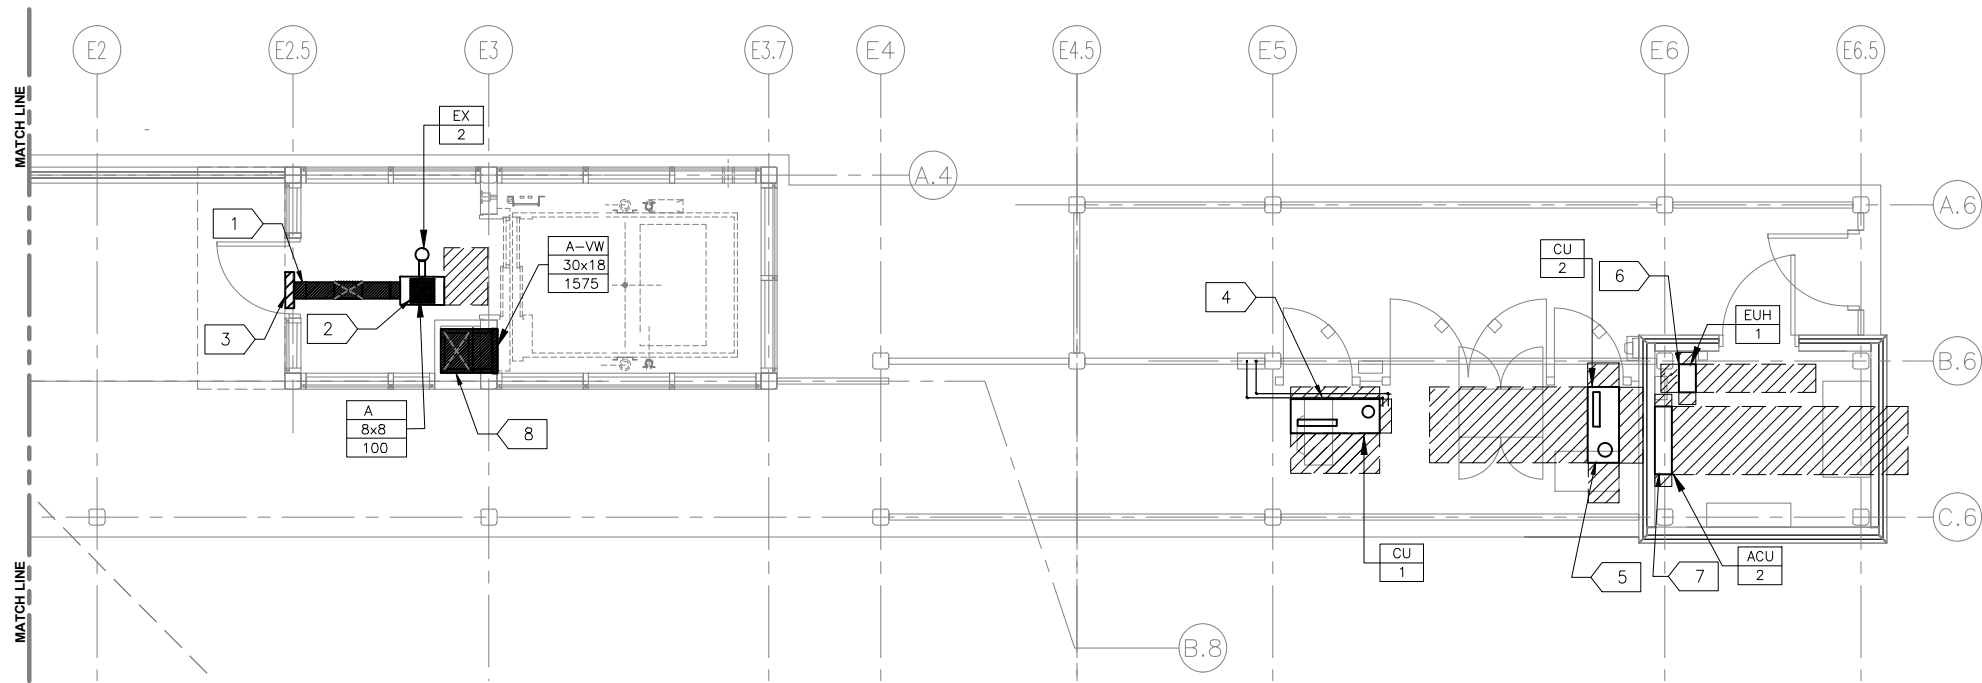 E2
E2.5
E3
E3.7
E4
E4.5
E5
E6
E6.5
MATCH LINE
EX
2
A.4
A.6
1
A-VW
30x18
1575
CU
2
6
4
EUH
1
3
2
B.6
A
8x8
100
8
C.6
MATCH LINE
CU
1
5
7
ACU
2
B.8